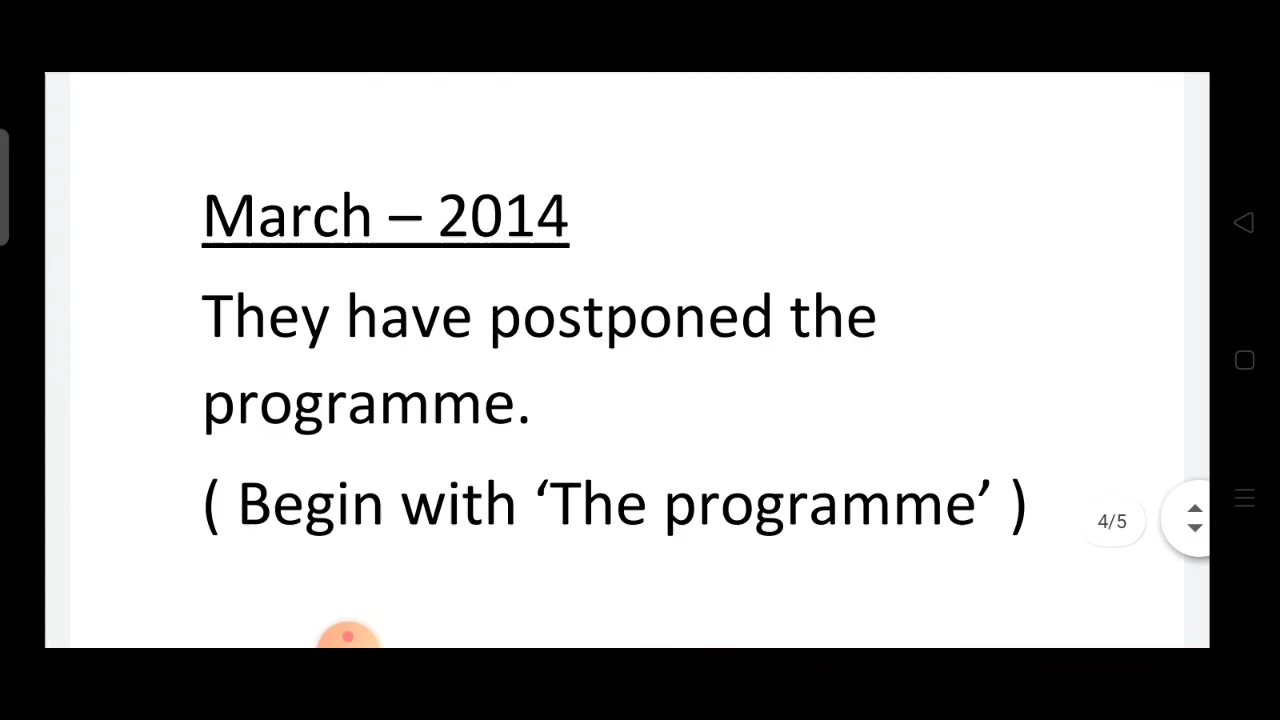 March – 2014
They have postponed the
programme.
( Begin with ‘The programme’ )
4/5